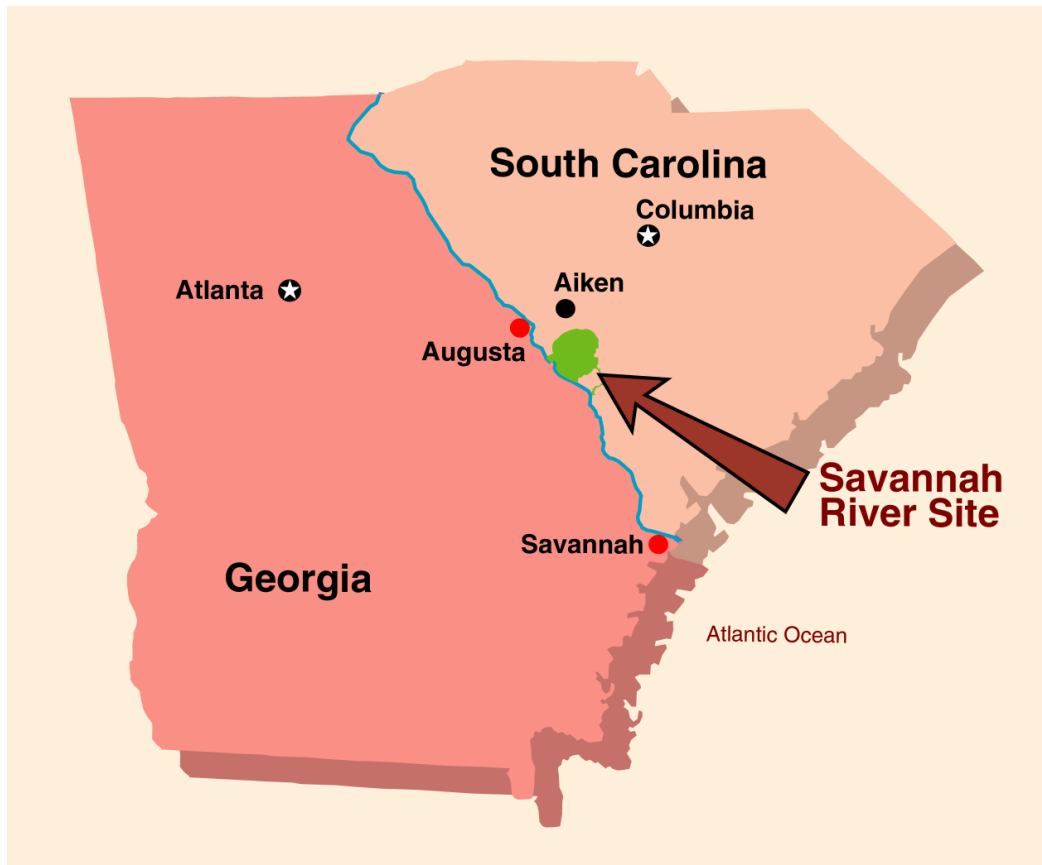 South Carolina
Columbia
Aiken
Atlanta
Augusta
Savannah
River Site
Savannah
Georgia
Atlantic Ocean